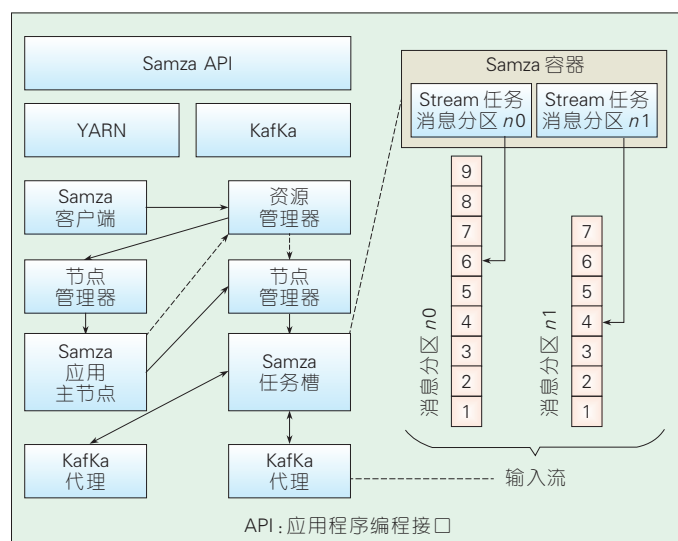 Samza API
YARN
KafKa
Samza
客户端
资源
管理器
节点
管理器
节点
管理器
Samza
应用
主节点
Samza
任务槽
KafKa
代理
KafKa
代理
Samza 容器
Stream 任务
消息分区 n0
Stream 任务
消息分区 n1
消息分区 n0
9
8
7
6
5
4
3
2
1
消息分区 n1
7
6
5
4
3
2
1
输入流
API:应用程序编程接口